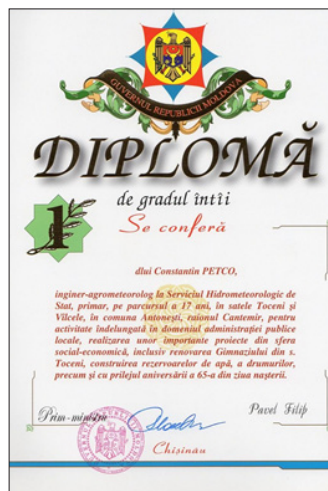 GUVERNUL REPUBLICII MOLDOVA
DIPLOMĂ
de gradul întîi
Se conferă
1
dlui Constantin PETCO,
inginer-agrometeorolog la Serviciul Hidrometeorologic de
Stat, primar, pe parcursul a 17 ani, în satele Toceni și
Vîlcele, în comuna Antonești, raionul Cantemir, pentru
activitate îndelungată în domeniul administrației publice
locale, realizarea unor importante proiecte din sfera
social-economică, inclusiv renovarea Gimnaziului din s.
Toceni, construirea rezervoarelor de apă, a drumurilor,
precum și cu prilejul aniversării a 65-a din ziua nașterii.
Prim-ministru
Pavel Filip
Chișinău